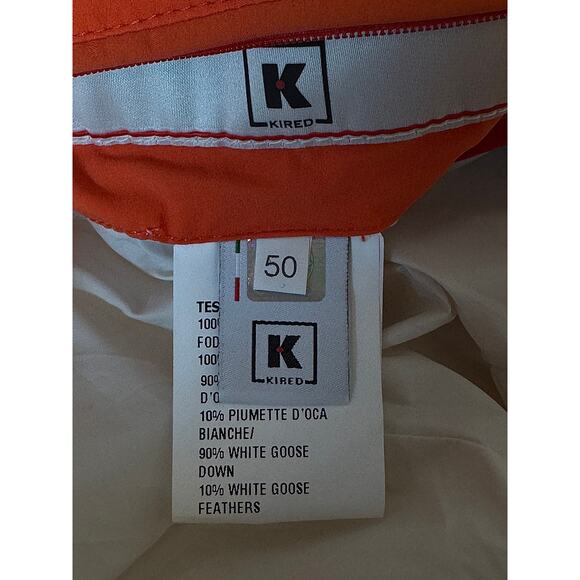 K
KIRED
50
K
KIRED
TES
100
FOD
100
90%
D'O
10% PIUMETTE D'OCA
BIANCHE/
90% WHITE GOOSE
DOWN
10% WHITE GOOSE
FEATHERS